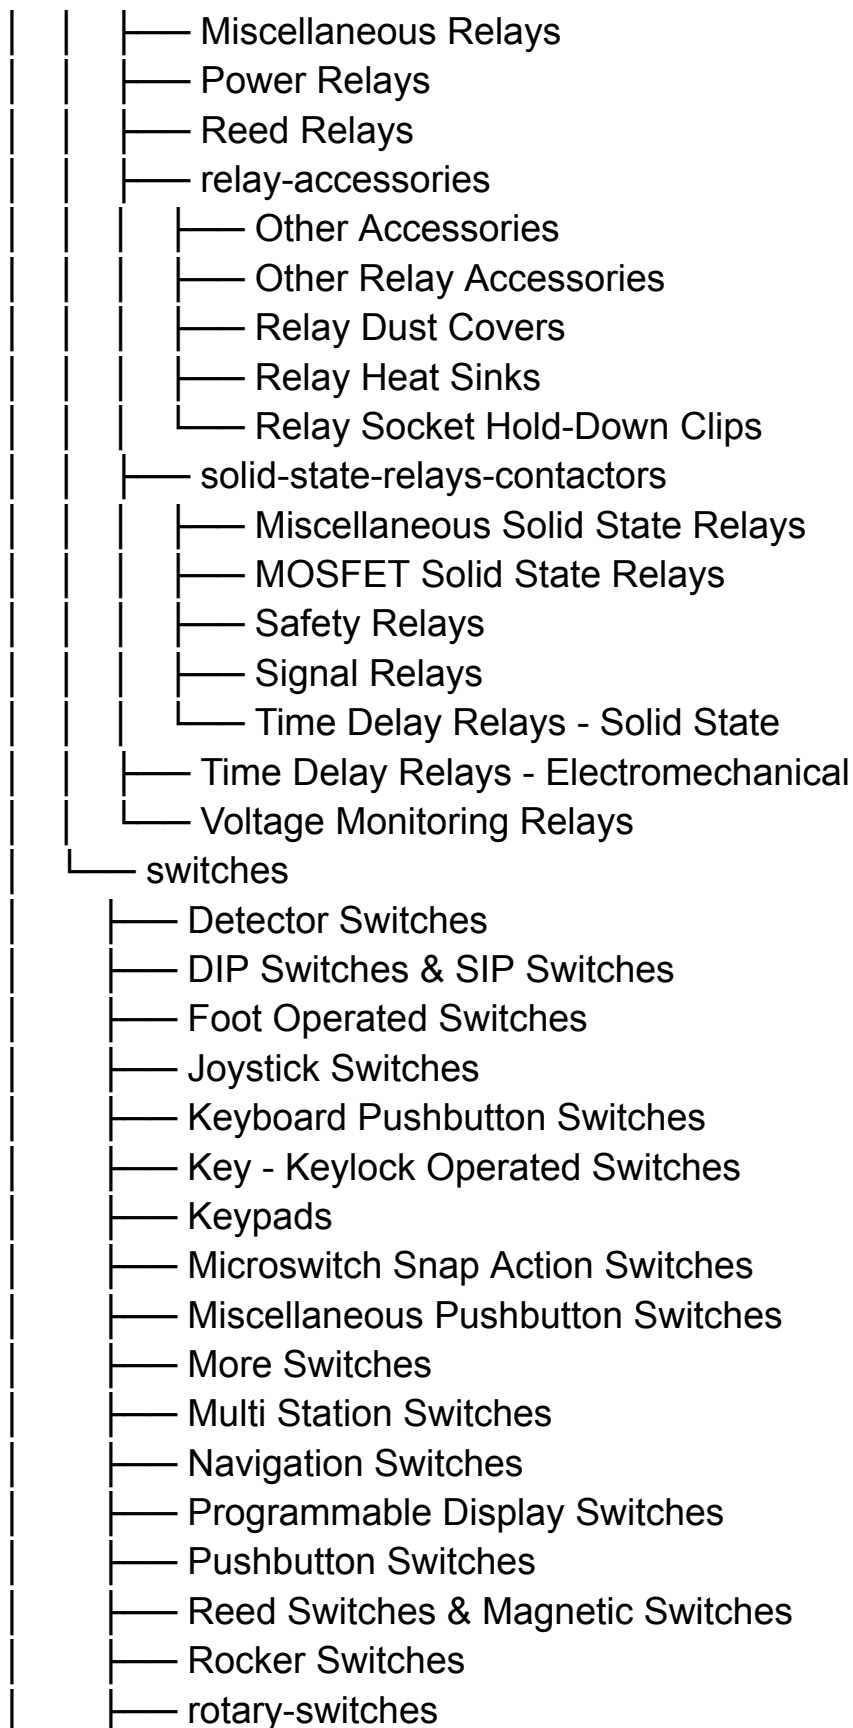 │ │ ├── Miscellaneous Relays
│ │ ├── Power Relays
│ │ ├── Reed Relays
│ │ ├── relay-accessories
│ │ │ ├── Other Accessories
│ │ │ ├── Other Relay Accessories
│ │ │ ├── Relay Dust Covers
│ │ │ ├── Relay Heat Sinks
│ │ │ └── Relay Socket Hold-Down Clips
│ │ ├── solid-state-relays-contactors
│ │ │ ├── Miscellaneous Solid State Relays
│ │ │ ├── MOSFET Solid State Relays
│ │ │ ├── Safety Relays
│ │ │ ├── Signal Relays
│ │ │ └── Time Delay Relays - Solid State
│ │ ├── Time Delay Relays - Electromechanical
│ │ └── Voltage Monitoring Relays
│ └── switches
│ ├── Detector Switches
│ ├── DIP Switches & SIP Switches
│ ├── Foot Operated Switches
│ ├── Joystick Switches
│ ├── Keyboard Pushbutton Switches
│ ├── Key - Keylock Operated Switches
│ ├── Keypads
│ ├── Microswitch Snap Action Switches
│ ├── Miscellaneous Pushbutton Switches
│ ├── More Switches
│ ├── Multi Station Switches
│ ├── Navigation Switches
│ ├── Programmable Display Switches
│ ├── Pushbutton Switches
│ ├── Reed Switches & Magnetic Switches
│ ├── Rocker Switches
│ ├── rotary-switches